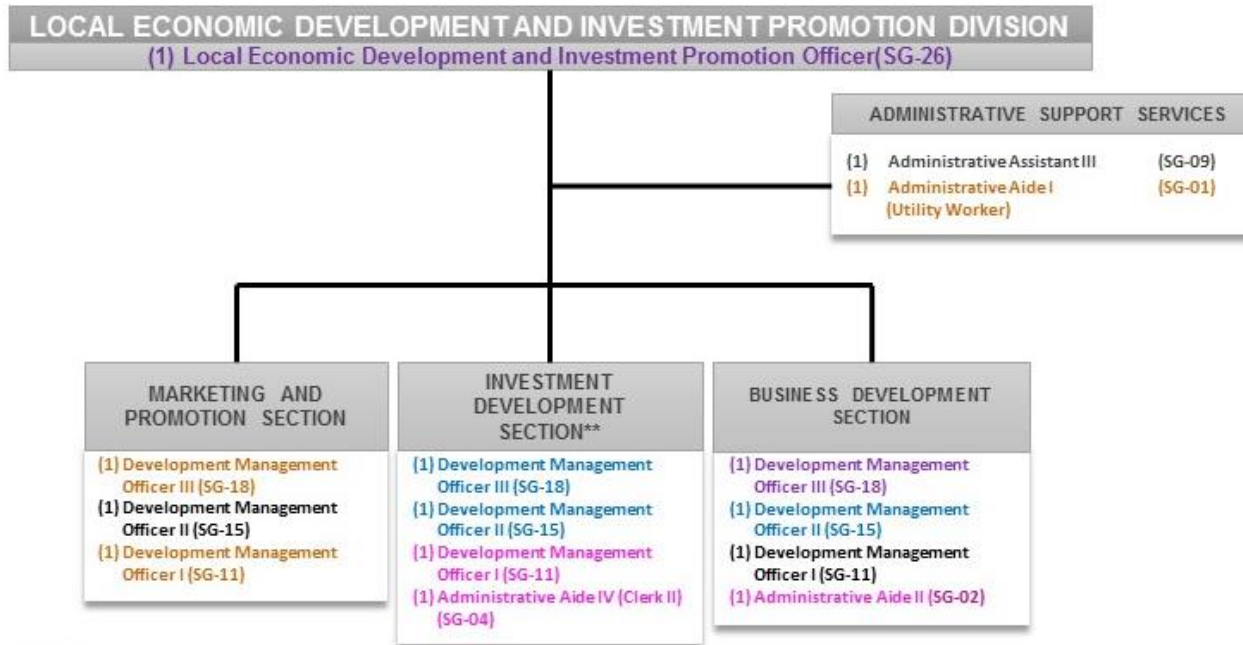 LOCAL ECONOMIC DEVELOPMENT AND INVESTMENT PROMOTION DIVISION
(1) Local Economic Development and Investment Promotion Officer(SG-26)
ADMINISTRATIVE SUPPORT SERVICES
(1) Administrative Assistant III (SG-09)
(1) Administrative Aide I (SG-01)
(Utility Worker)
MARKETING AND
PROMOTION SECTION
(1) Development Management
Officer III (SG-18)
(1) Development Management
Officer II (SG-15)
(1) Development Management
Officer I (SG-11)
INVESTMENT
DEVELOPMENT
SECTION**
(1) Development Management
Officer III (SG-18)
(1) Development Management
Officer II (SG-15)
(1) Development Management
Officer I (SG-11)
(1) Administrative Aide IV (Clerk II)
(SG-04)
BUSINESS DEVELOPMENT
SECTION
(1) Development Management
Officer III (SG-18)
(1) Development Management
Officer II (SG-15)
(1) Development Management
Officer I (SG-11)
(1) Administrative Aide II (SG-02)